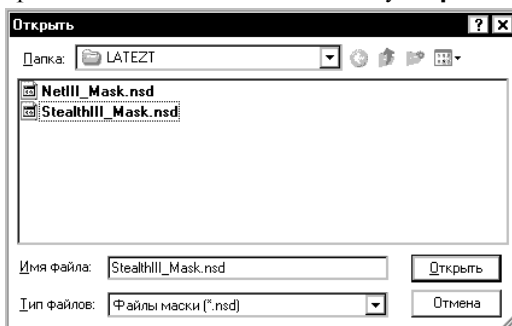 Открыть
Папка: LATEZT
NetIII_Mask.nsd
StealthIII_Mask.nsd
Имя файла: StealthIII_Mask.nsd Открыть
Тип файлов: Файлы маски (*.nsd) Отмена